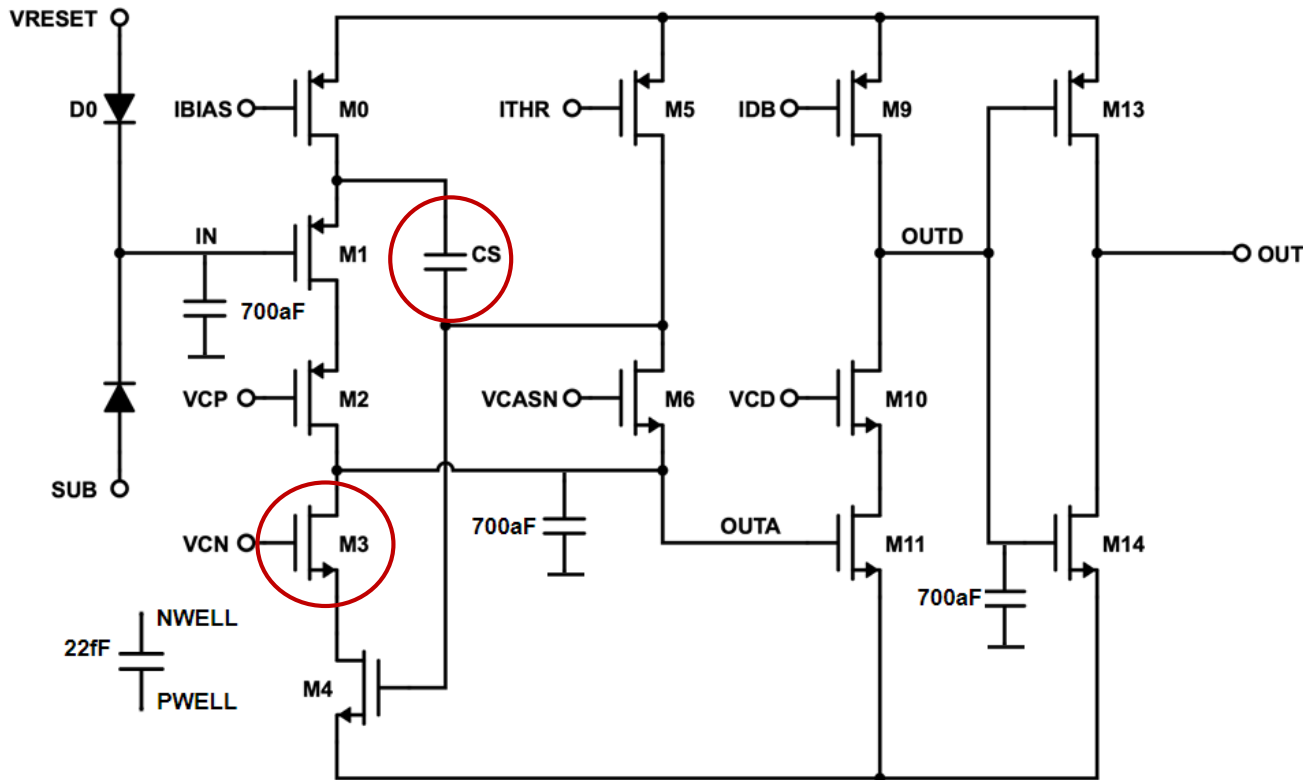 VRESET
D0
IBIAS
M0
ITHR
M5
IDB
M9
M13
IN
M1
CS
OUTD
OUT
700aF
VCP
M2
VCASN
M6
VCD
M10
SUB
VCN
M3
700aF
OUTA
M11
M14
700aF
NWELL
22fF
PWELL
M4